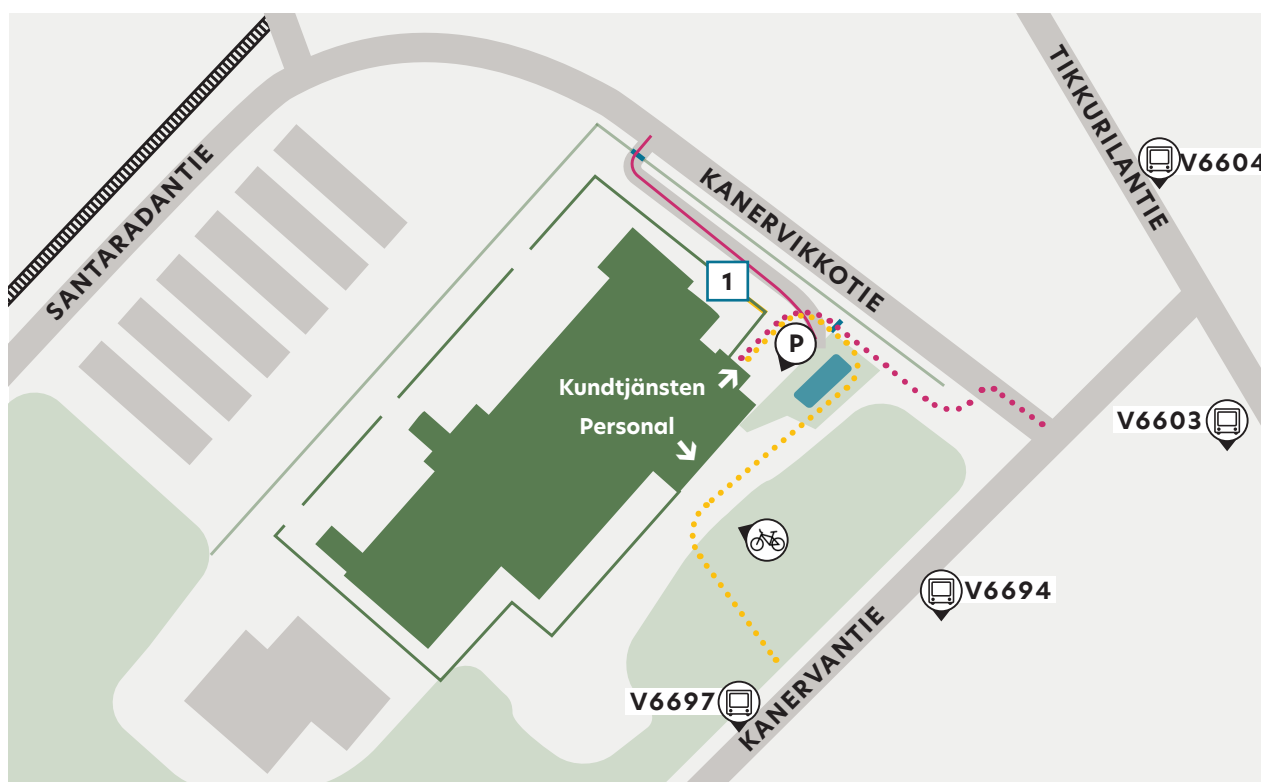 TIKKURILANTIE
V6604
SANTARADANTIE
KANERVIKKOTIE
1
P
Kundtjänsten
Personal
V6603
V6694
V6697
KANERVANTIE